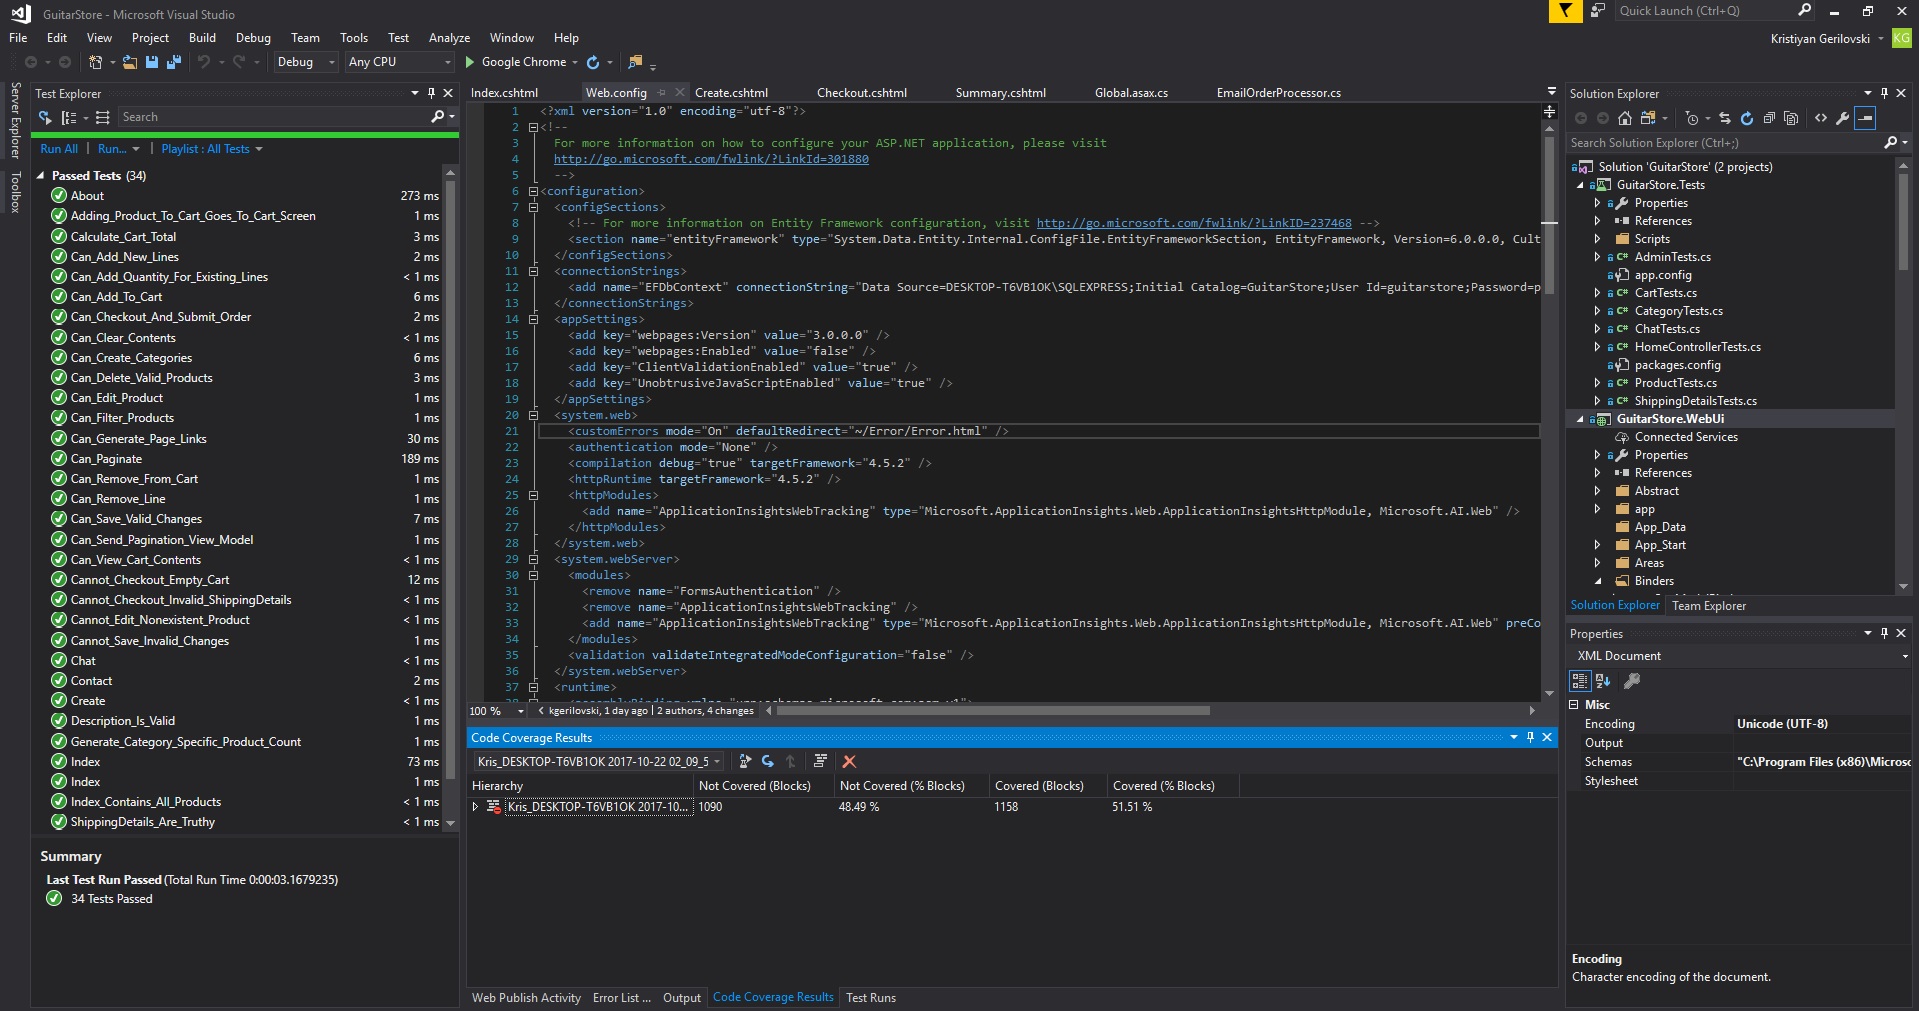 GuitarStore - Microsoft Visual Studio
Quick Launch (Ctrl+Q)
File Edit View Project Build Debug Team Tools Test Analyze Window Help
Kristiyan Gerilovski KG
Debug Any CPU Google Chrome
Server Explorer
Toolbox
Test Explorer
Search
Run All | Run... | Playlist : All Tests
Passed Tests (34)
About 273 ms
Adding_Product_To_Cart_Goes_To_Cart_Screen 1 ms
Calculate_Cart_Total 3 ms
Can_Add_New_Lines 2 ms
Can_Add_Quantity_For_Existing_Lines < 1 ms
Can_Add_To_Cart 6 ms
Can_Checkout_And_Submit_Order 2 ms
Can_Clear_Contents < 1 ms
Can_Create_Categories 6 ms
Can_Delete_Valid_Products 3 ms
Can_Edit_Product 1 ms
Can_Filter_Products 1 ms
Can_Generate_Page_Links 30 ms
Can_Paginate 189 ms
Can_Remove_From_Cart 1 ms
Can_Remove_Line 1 ms
Can_Save_Valid_Changes 7 ms
Can_Send_Pagination_View_Model 1 ms
Can_View_Cart_Contents < 1 ms
Cannot_Checkout_Empty_Cart 12 ms
Cannot_Checkout_Invalid_ShippingDetails < 1 ms
Cannot_Edit_Nonexistent_Product < 1 ms
Cannot_Save_Invalid_Changes 1 ms
Chat < 1 ms
Contact 2 ms
Create < 1 ms
Description_Is_Valid 1 ms
Generate_Category_Specific_Product_Count 1 ms
Index 73 ms
Index 1 ms
Index_Contains_All_Products < 1 ms
ShippingDetails_Are_Truthy < 1 ms
Summary
Last Test Run Passed (Total Run Time 0:00:03.1679235)
34 Tests Passed
Index.cshtml Web.config Create.cshtml Checkout.cshtml Summary.cshtml Global.asax.cs EmailOrderProcessor.cs
1 <?xml version="1.0" encoding="utf-8"?>
2 <!--
3 For more information on how to configure your ASP.NET application, please visit
4 http://go.microsoft.com/fwlink/?LinkId=301880
5 -->
6 <configuration>
7 <configSections>
8 <!-- For more information on Entity Framework configuration, visit http://go.microsoft.com/fwlink/?LinkID=237468 -->
9 <section name="entityFramework" type="System.Data.Entity.Internal.ConfigFile.EntityFrameworkSection, EntityFramework, Version=6.0.0.0, Cult
10 </configSections>
11 <connectionStrings>
12 <add name="EFDbContext" connectionString="Data Source=DESKTOP-T6VB1OK\SQLEXPRESS;Initial Catalog=GuitarStore;User Id=guitarstore;Password=p
13 </connectionStrings>
14 <appSettings>
15 <add key="webpages:Version" value="3.0.0.0" />
16 <add key="webpages:Enabled" value="false" />
17 <add key="ClientValidationEnabled" value="true" />
18 <add key="UnobtrusiveJavaScriptEnabled" value="true" />
19 </appSettings>
20 <system.web>
21 <customErrors mode="On" defaultRedirect="~/Error/Error.html" />
22 <authentication mode="None" />
23 <compilation debug="true" targetFramework="4.5.2" />
24 <httpRuntime targetFramework="4.5.2" />
25 <httpModules>
26 <add name="ApplicationInsightsWebTracking" type="Microsoft.ApplicationInsights.Web.ApplicationInsightsHttpModule, Microsoft.AI.Web" />
27 </httpModules>
28 </system.web>
29 <system.webServer>
30 <modules>
31 <remove name="FormsAuthentication" />
32 <remove name="ApplicationInsightsWebTracking" />
33 <add name="ApplicationInsightsWebTracking" type="Microsoft.ApplicationInsights.Web.ApplicationInsightsHttpModule, Microsoft.AI.Web" preCo
34 </modules>
35 <validation validateIntegratedModeConfiguration="false" />
36 </system.webServer>
37 <runtime>
100 % kgerilovski, 1 day ago | 2 authors, 4 changes
Code Coverage Results
Kris_DESKTOP-T6VB1OK 2017-10-22 02_09_5
Hierarchy Not Covered (Blocks) Not Covered (% Blocks) Covered (Blocks) Covered (% Blocks)
Kris_DESKTOP-T6VB1OK 2017-10... 1090 48.49 % 1158 51.51 %
Web Publish Activity Error List ... Output Code Coverage Results Test Runs
Solution Explorer
Search Solution Explorer (Ctrl+;)
Solution 'GuitarStore' (2 projects)
GuitarStore.Tests
Properties
References
Scripts
AdminTests.cs
app.config
CartTests.cs
CategoryTests.cs
ChatTests.cs
HomeControllerTests.cs
packages.config
ProductTests.cs
ShippingDetailsTests.cs
GuitarStore.WebUi
Connected Services
Properties
References
Abstract
app
App_Data
App_Start
Areas
Binders
Solution Explorer Team Explorer
Properties
XML Document
Misc
Encoding Unicode (UTF-8)
Output
Schemas "C:\Program Files (x86)\Microso
Stylesheet
Encoding
Character encoding of the document.